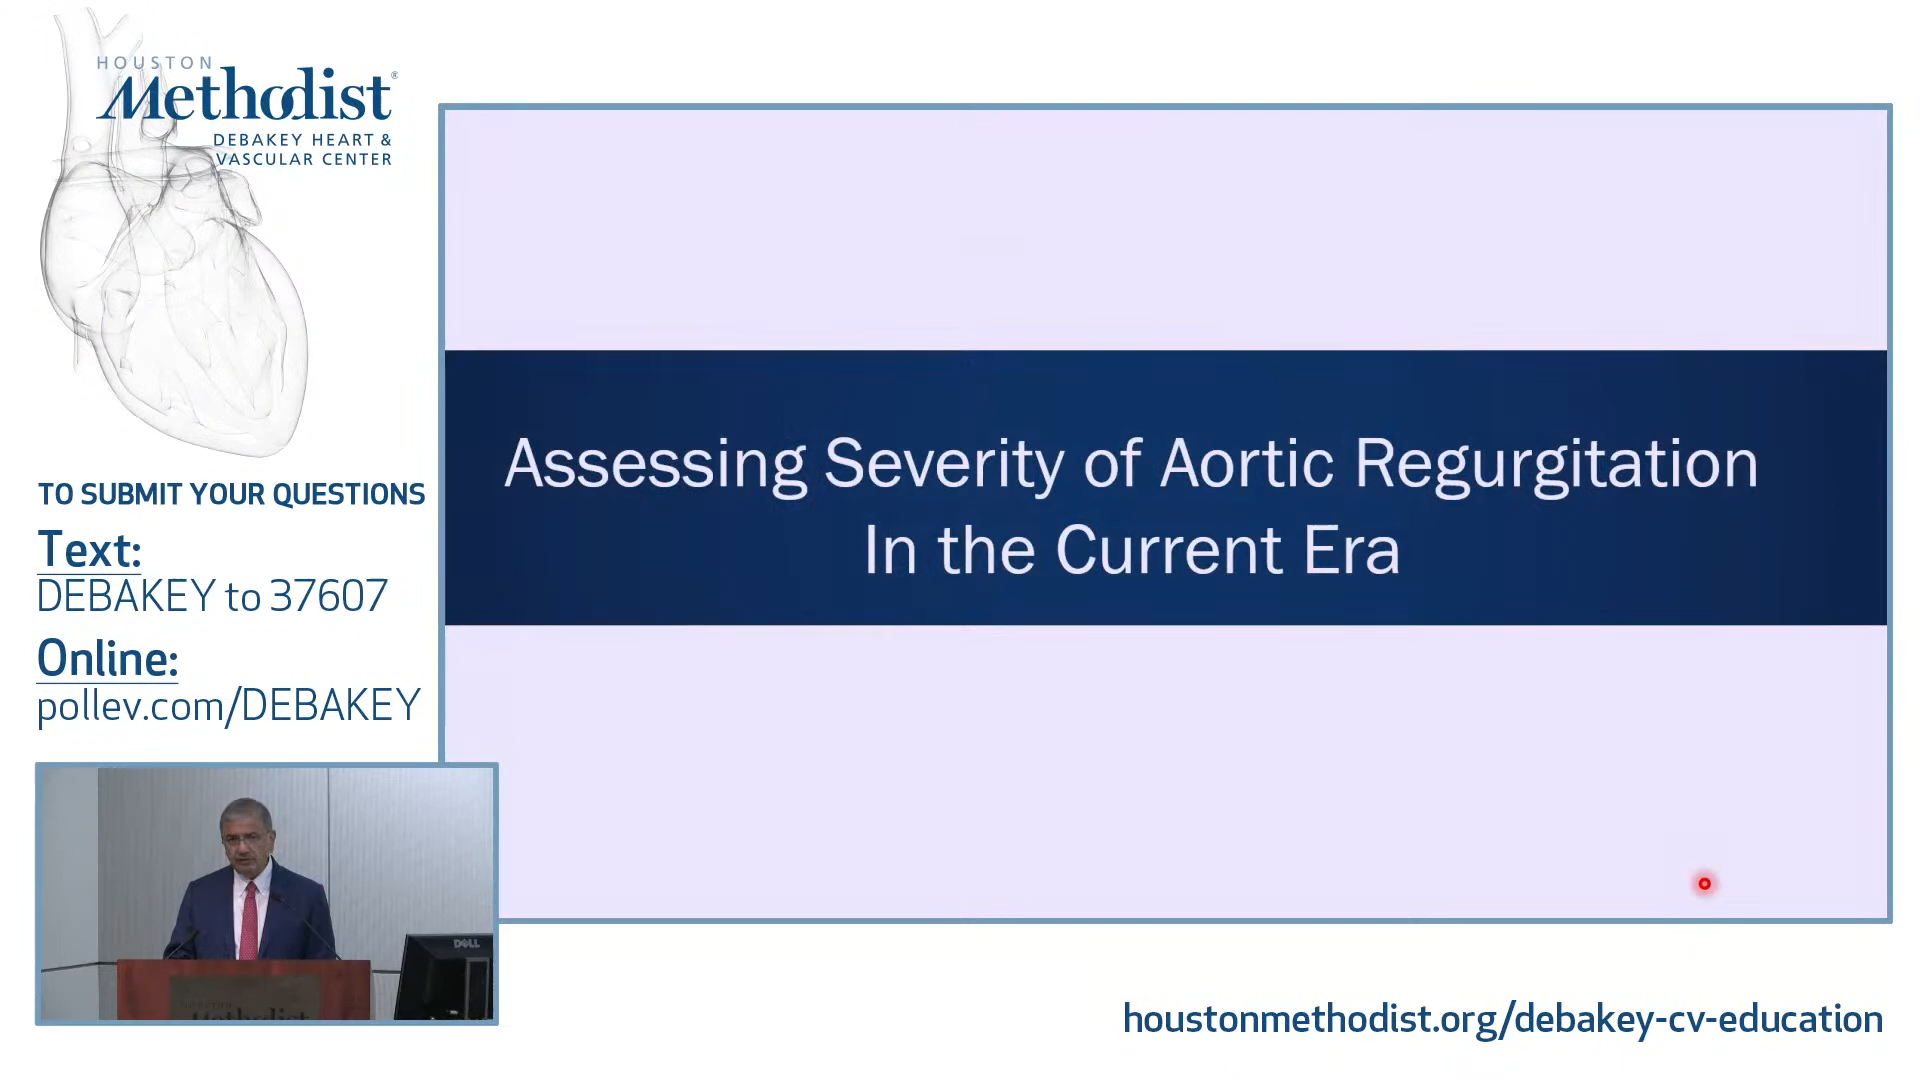 HOUSTON
Methodist®
DEBAKEY HEART &
VASCULAR CENTER
TO SUBMIT YOUR QUESTIONS
Text:
DEBAKEY to 37607
Online:
pollev.com/DEBAKEY
Assessing Severity of Aortic Regurgitation
In the Current Era
DELL
Methodist
houstonmethodist.org/debakey-cv-education